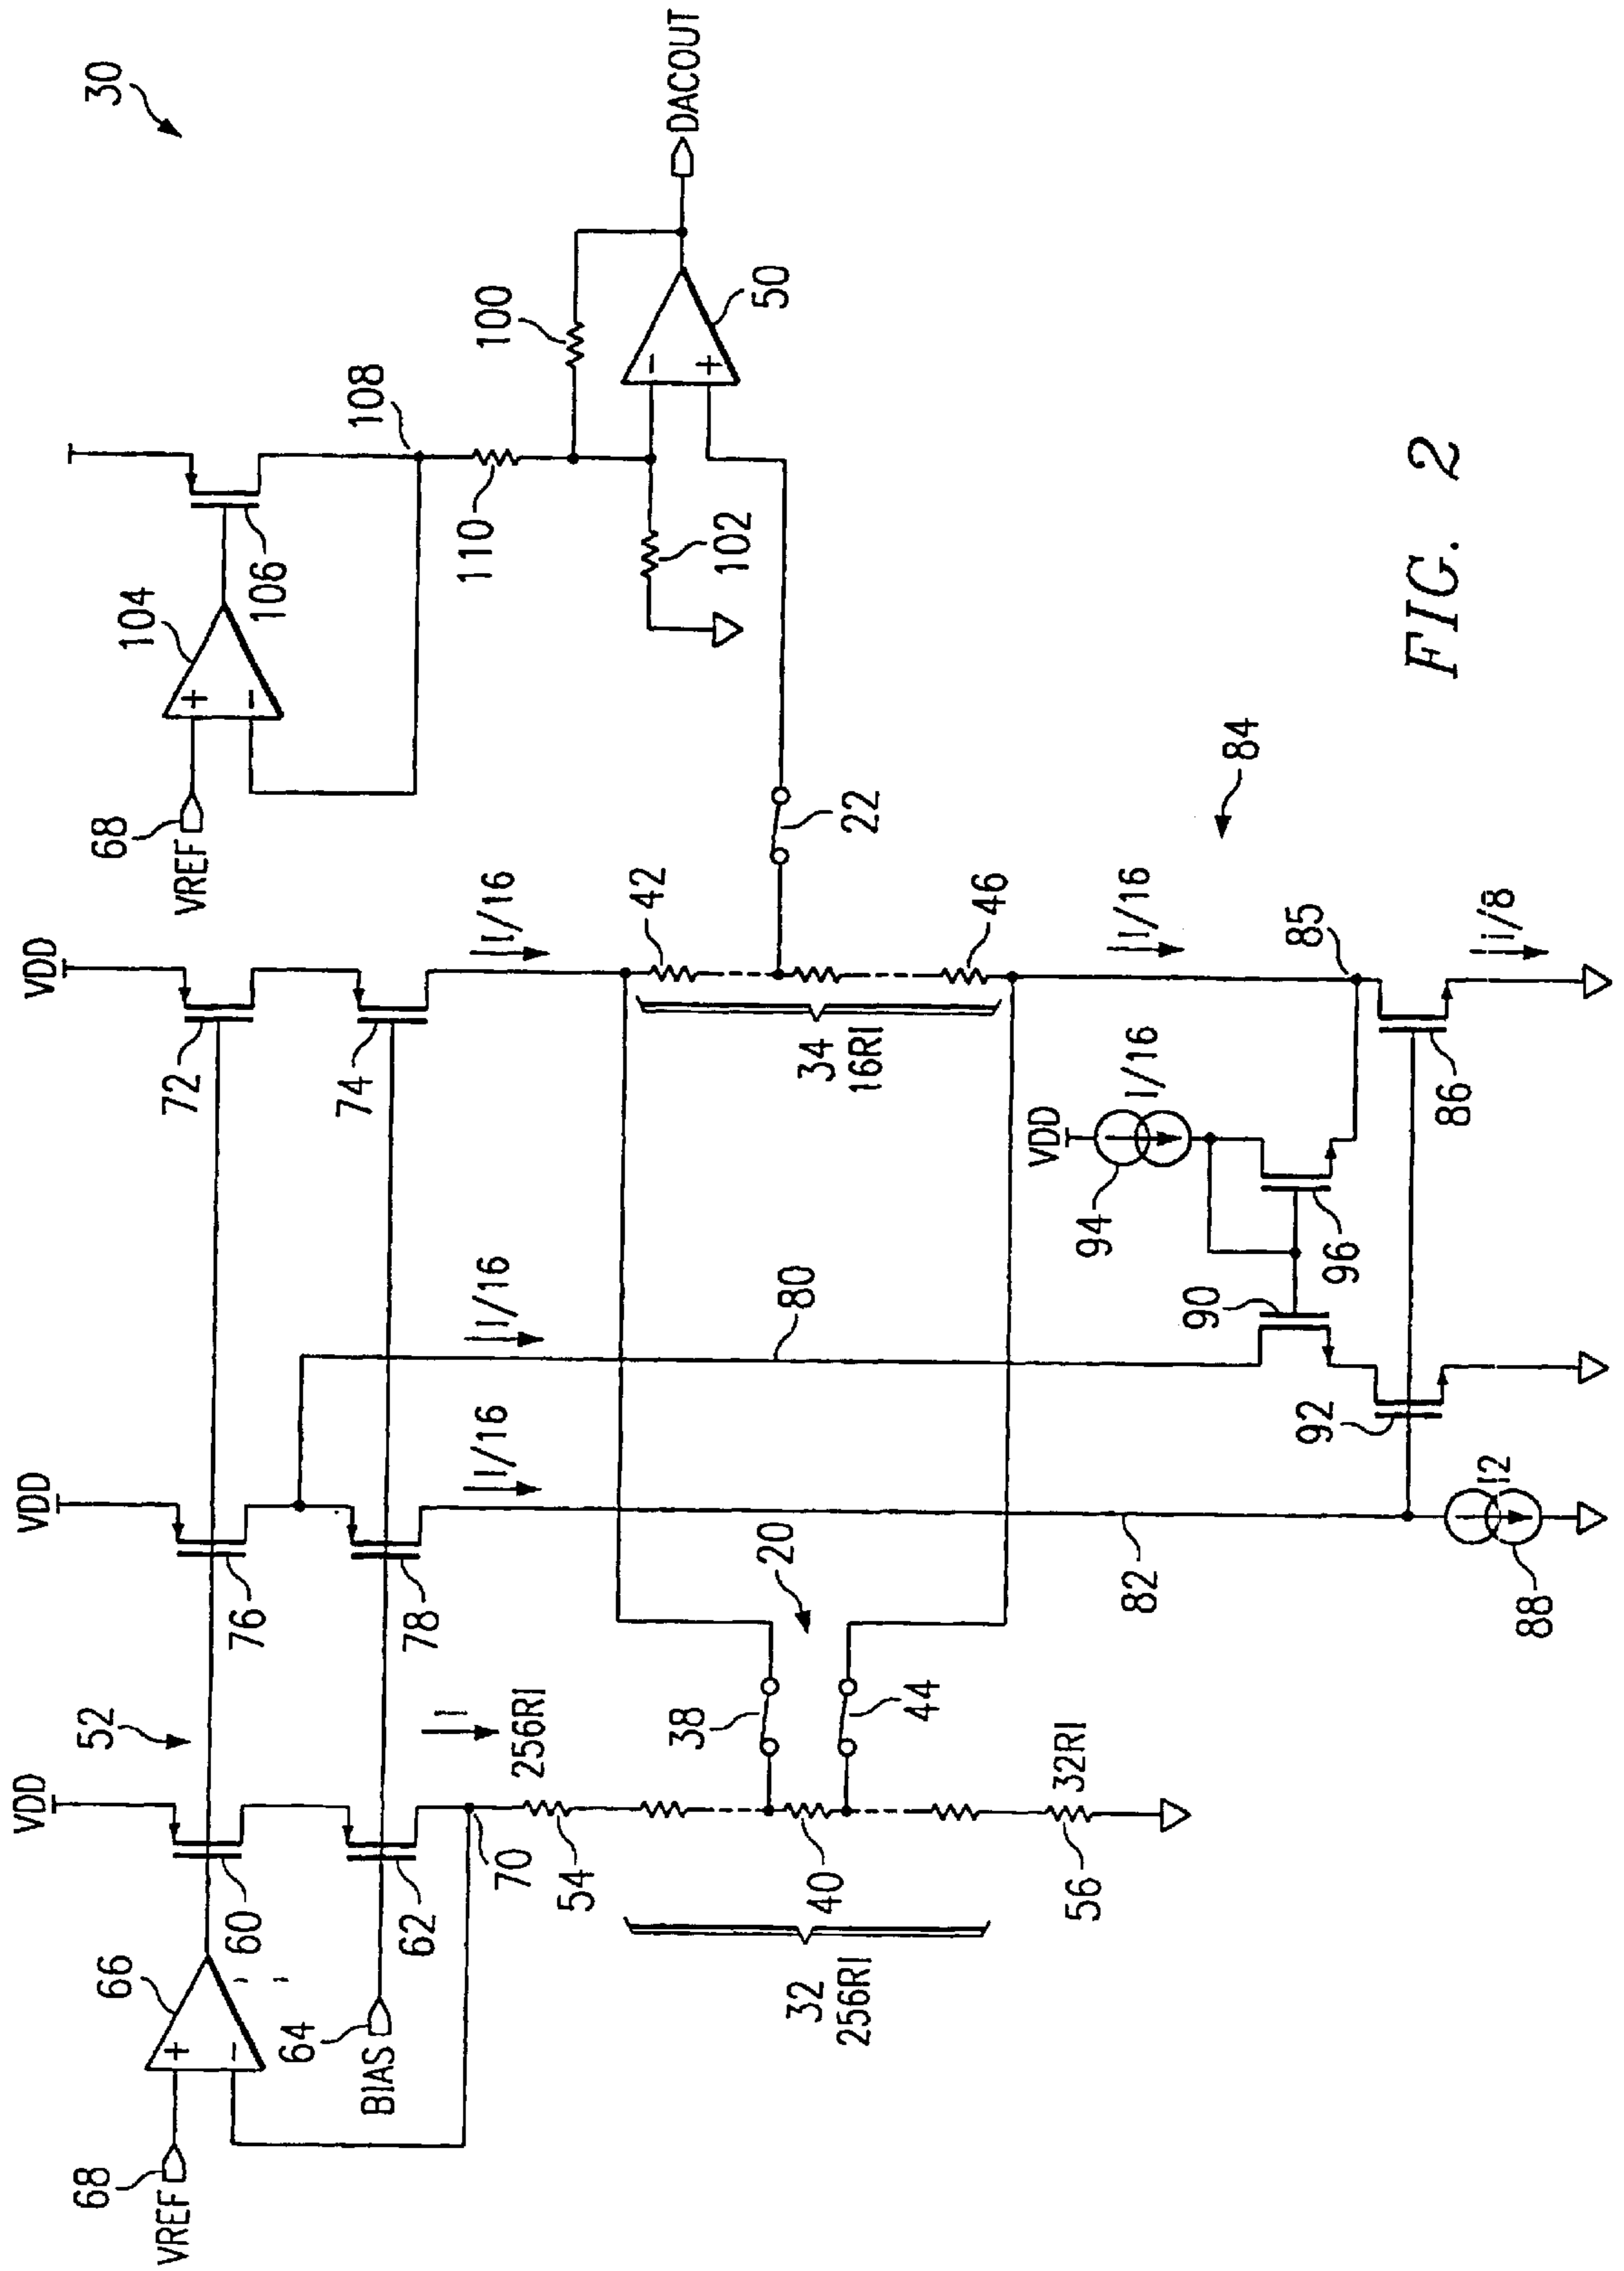 30
VREF
68
66
VDD
52
60
BIAS
64
62
70
VDD
76
78
VDD
72
74
VREF
68
104
106
108
110
100
102
50
DACOUT
I
256RI
54
32
256RI
40
38
44
20
56
32RI
I/16
I/16
80
82
I/16
42
34
16RI
46
22
I/16
84
85
VDD
I/16
94
96
90
92
86
i/8
I2
88
+
−
+
−
−
+
FIG. 2